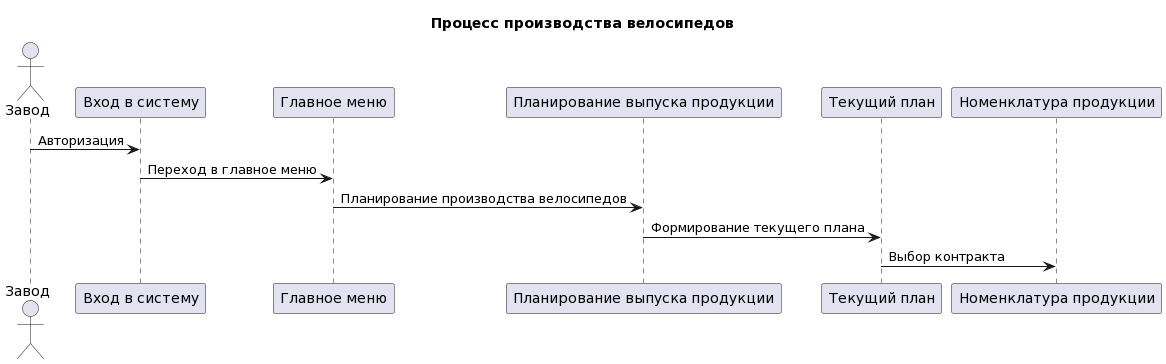 Процесс производства велосипедов
Завод
Вход в систему
Главное меню
Планирование выпуска продукции
Текущий план
Номенклатура продукции
Авторизация
Переход в главное меню
Планирование производства велосипедов
Формирование текущего плана
Выбор контракта
Завод
Вход в систему
Главное меню
Планирование выпуска продукции
Текущий план
Номенклатура продукции